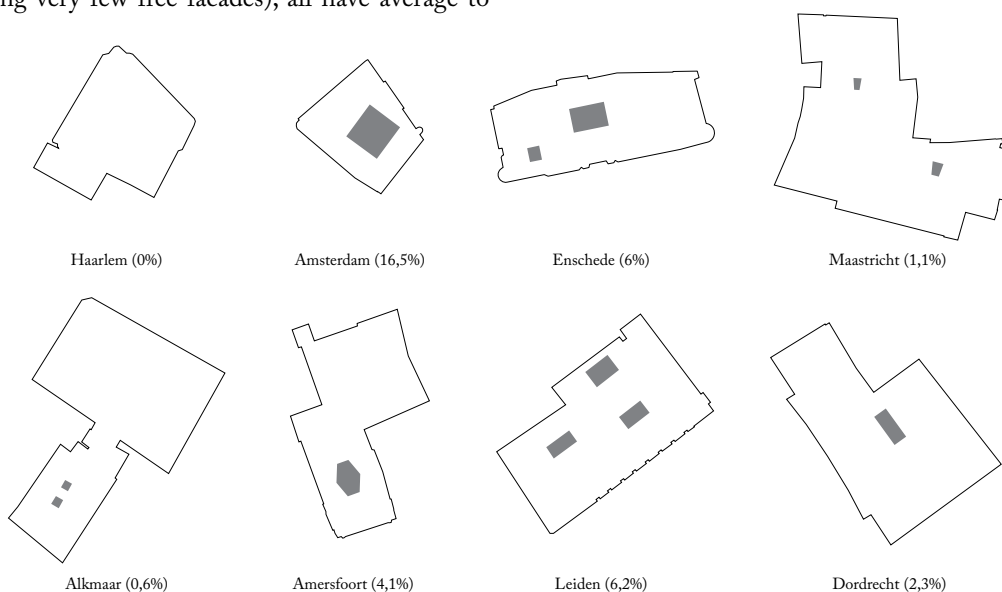 ng very few free facades), all have average to
Haarlem (0%)
Amsterdam (16,5%)
Enschede (6%)
Maastricht (1,1%)
Alkmaar (0,6%)
Amersfoort (4,1%)
Leiden (6,2%)
Dordrecht (2,3%)